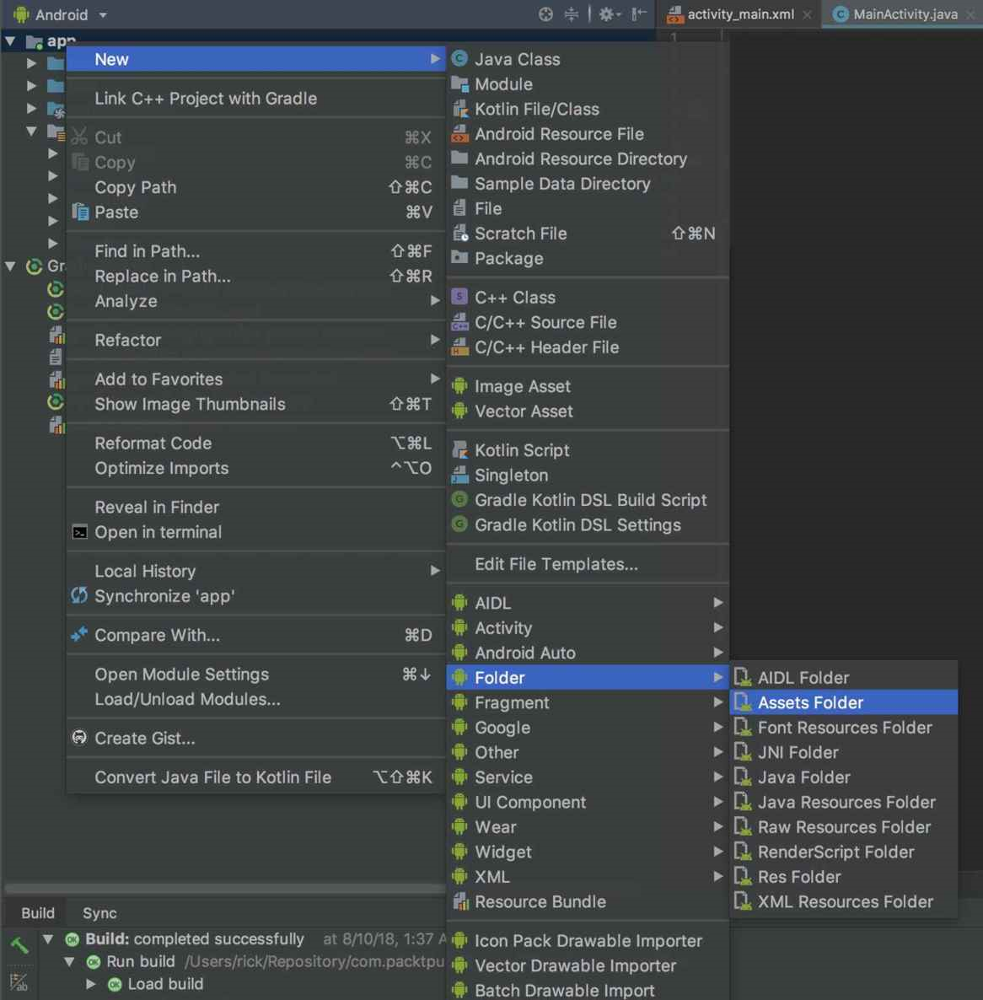 Android
activity_main.xml
MainActivity.java
app
1
New
Link C++ Project with Gradle
Cut ⌘X
Copy ⌘C
Copy Path ⇧⌘C
Paste ⌘V
Find in Path... ⇧⌘F
Replace in Path... ⇧⌘R
Analyze
Refactor
Add to Favorites
Show Image Thumbnails ⇧⌘T
Reformat Code ⌥⌘L
Optimize Imports ^⌥O
Reveal in Finder
Open in terminal
Local History
Synchronize 'app'
Compare With... ⌘D
Open Module Settings ⌘↓
Load/Unload Modules...
Create Gist...
Convert Java File to Kotlin File ⌥⇧⌘K
Gr
Java Class
Module
Kotlin File/Class
Android Resource File
Android Resource Directory
Sample Data Directory
File
Scratch File ⇧⌘N
Package
C++ Class
C/C++ Source File
C/C++ Header File
Image Asset
Vector Asset
Kotlin Script
Singleton
Gradle Kotlin DSL Build Script
Gradle Kotlin DSL Settings
Edit File Templates...
AIDL
Activity
Android Auto
Folder
Fragment
Google
Other
Service
UI Component
Wear
Widget
XML
Resource Bundle
Icon Pack Drawable Importer
Vector Drawable Importer
Batch Drawable Import
AIDL Folder
Assets Folder
Font Resources Folder
JNI Folder
Java Folder
Java Resources Folder
Raw Resources Folder
RenderScript Folder
Res Folder
XML Resources Folder
Build Sync
Build: completed successfully at 8/10/18, 1:37 A
Run build /Users/rick/Repository/com.packtpu
Load build